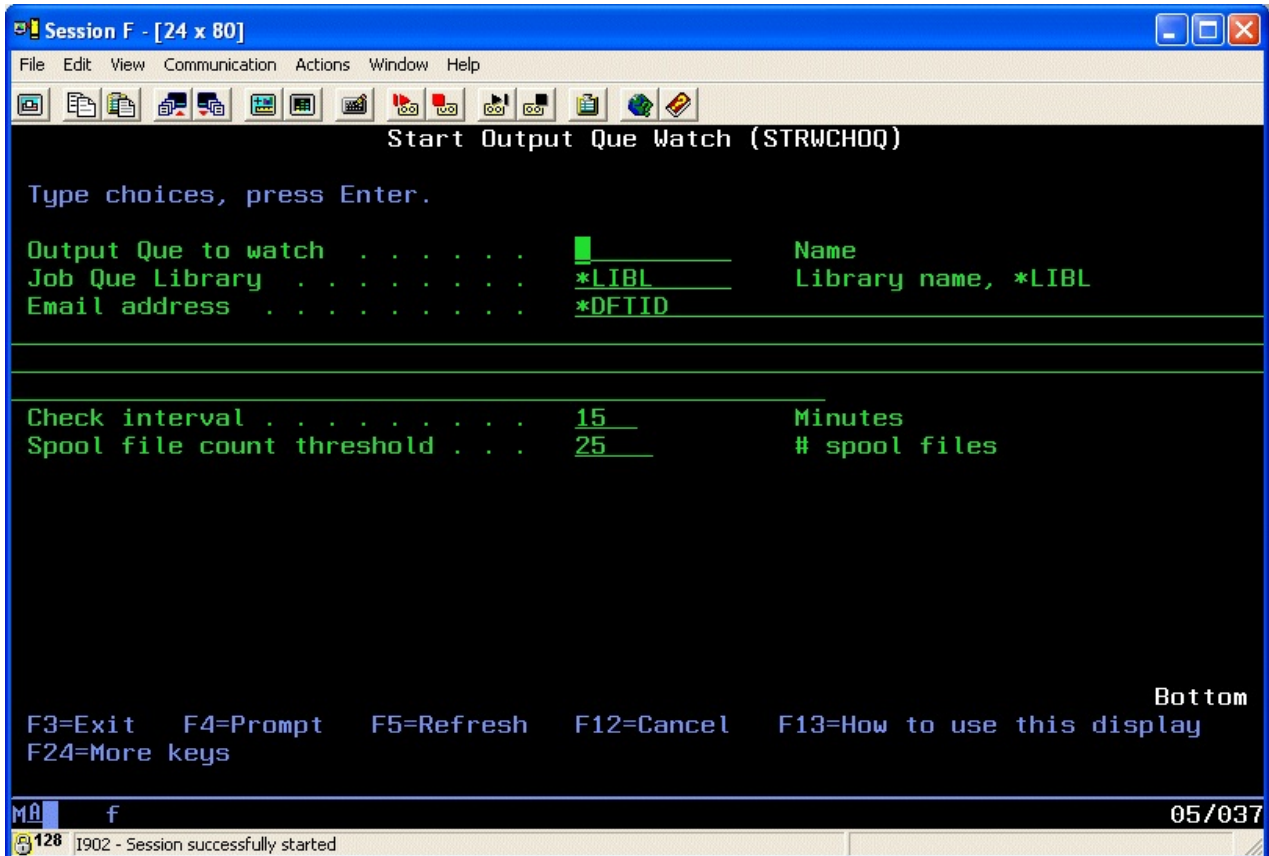 Session F - [24 x 80]
File Edit View Communication Actions Window Help
Start Output Que Watch (STRWCHOQ)
Type choices, press Enter.
Output Que to watch . . . . . . Name
Job Que Library . . . . . . . . *LIBL Library name, *LIBL
Email address . . . . . . . . . *DFTID
Check interval . . . . . . . . . 15 Minutes
Spool file count threshold . . . 25 # spool files
Bottom
F3=Exit F4=Prompt F5=Refresh F12=Cancel F13=How to use this display
F24=More keys
MA f 05/037
128 I902 - Session successfully started